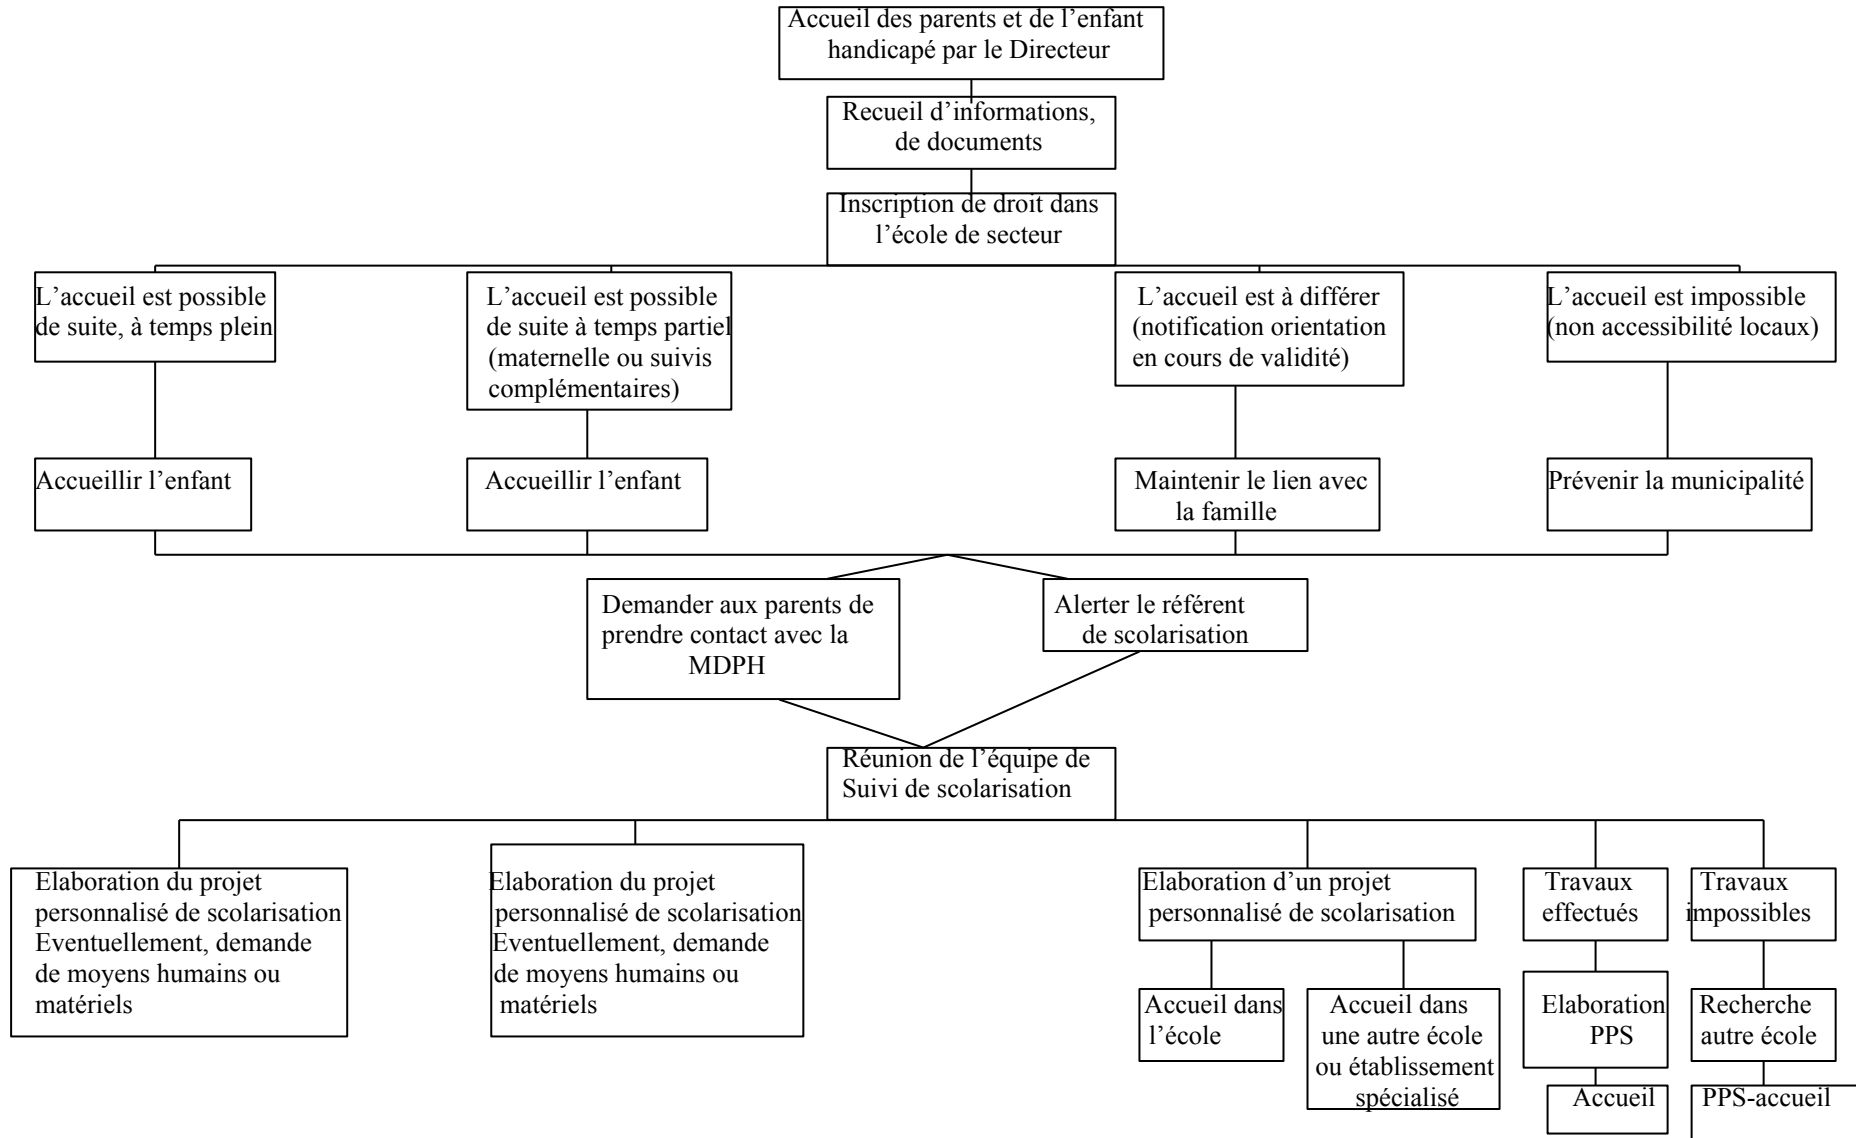 Accueil des parents et de l’enfant
handicapé par le Directeur
Recueil d’informations,
de documents
Inscription de droit dans
l’école de secteur
L’accueil est possible
de suite, à temps plein
L’accueil est possible
de suite à temps partiel
(maternelle ou suivis
complémentaires)
L’accueil est à différer
(notification orientation
en cours de validité)
L’accueil est impossible
(non accessibilité locaux)
Accueillir l’enfant
Accueillir l’enfant
Maintenir le lien avec
la famille
Prévenir la municipalité
Demander aux parents de
prendre contact avec la
MDPH
Alerter le référent
de scolarisation
Réunion de l’équipe de
Suivi de scolarisation
Elaboration du projet
personnalisé de scolarisation
Eventuellement, demande
de moyens humains ou
matériels
Elaboration du projet
personnalisé de scolarisation
Eventuellement, demande
de moyens humains ou
matériels
Elaboration d’un projet
personnalisé de scolarisation
Travaux
effectués
Travaux
impossibles
Accueil dans
l’école
Accueil dans
une autre école
ou établissement
spécialisé
Elaboration
PPS
Recherche
autre école
Accueil
PPS-accueil